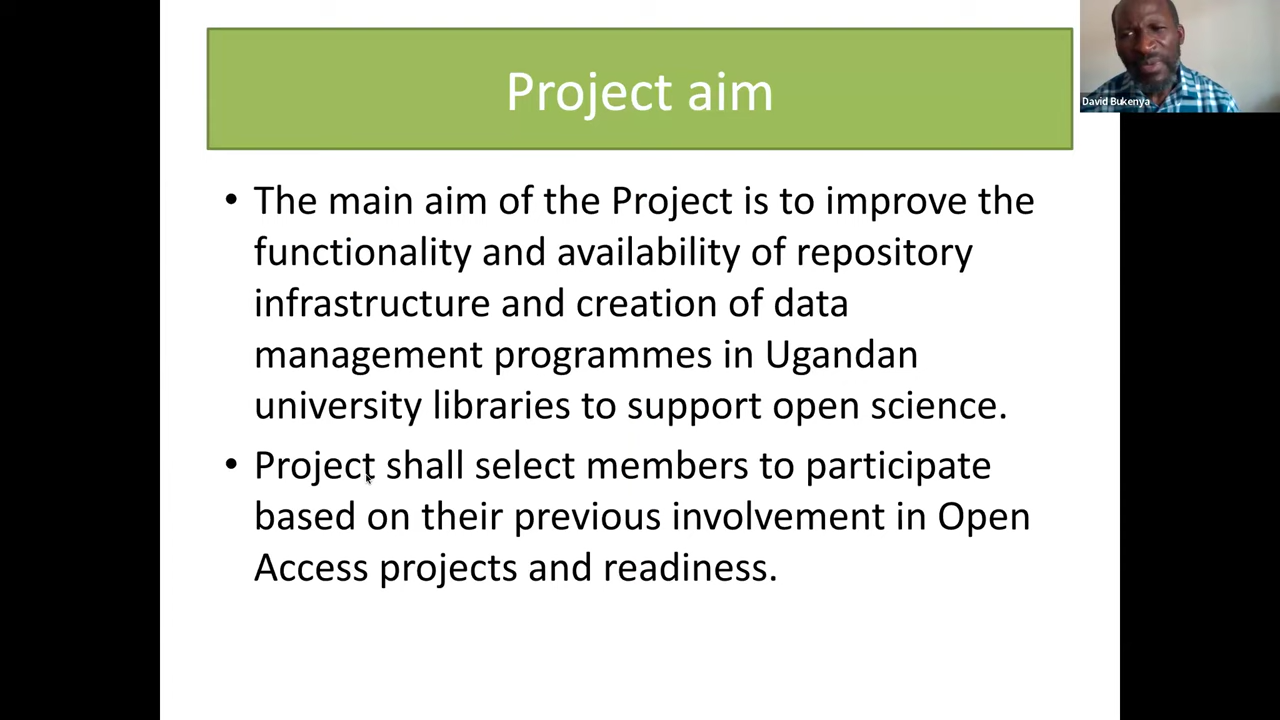 Project aim
David Bukenya
• The main aim of the Project is to improve the
functionality and availability of repository
infrastructure and creation of data
management programmes in Ugandan
university libraries to support open science.
• Project shall select members to participate
based on their previous involvement in Open
Access projects and readiness.